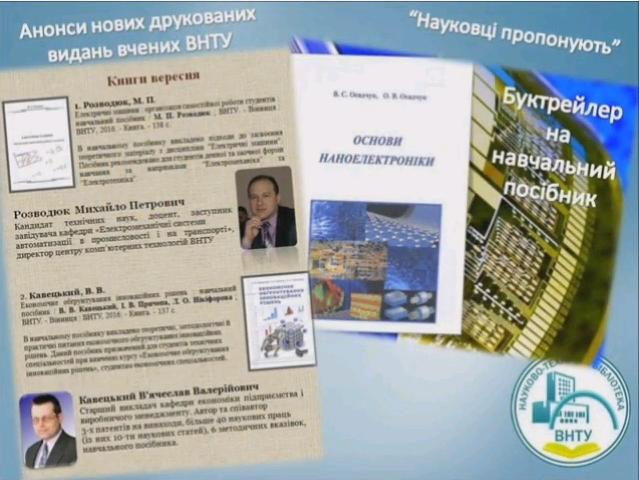 Анонси нових друкованих
видань вчених ВНТУ
“Науковці пропонують”
Книги вересня
1. Розводюк, М. П.
Електричні машини : організація самостійної роботи студентів :
навчальний посібник / М. П. Розводюк ; ВНТУ. - Вінниця :
ВНТУ, 2016. - Книга. - 138 с.
В навчальному посібнику викладено підходи до засвоєння
теоретичного матеріалу з дисципліни "Електричні машини".
Посібник рекомендовано для студентів денної та заочної форми
навчання за напрямами "Електромеханіка" та
"Електротехніка".
Розводюк Михайло Петрович
Кандидат технічних наук, доцент, заступник
завідувача кафедри «Електромеханічні системи
автоматизації в промисловості і на транспорті»,
директор центру комп'ютерних технологій ВНТУ
2. Кавецький, В. В.
Економічне обґрунтування інноваційних рішень : навчальний
посібник / В. В. Кавецький, І. В. Причепа, Л. О. Нікіфорова ;
ВНТУ. - Вінниця : ВНТУ, 2016. - Книга. - 137 с.
В навчальному посібнику викладено теоретичні, методологічні й
практичні питання економічного обґрунтування інноваційних
рішень. Даний посібник призначений для студентів технічних
спеціальностей при вивченні курсу «Економічне обґрунтування
інноваційних рішень», студентів економічних спеціальностей.
ЕКОНОМІЧНЕ
ОБҐРУНТУВАННЯ
ІННОВАЦІЙНИХ
РІШЕНЬ
Кавецький В'ячеслав Валерійович
Старший викладач кафедри економіки підприємства і
виробничого менеджменту. Автор та співавтор
3-х патентів на винаходи, більше 40 наукових праць
(із них 10-ти наукових статей), 6 методичних вказівок,
навчального посібника.
В. С. Осадчук, О. В. Осадчук
ОСНОВИ
НАНОЕЛЕКТРОНІКИ
Буктрейлер
на
навчальний
посібник
ВНТУ